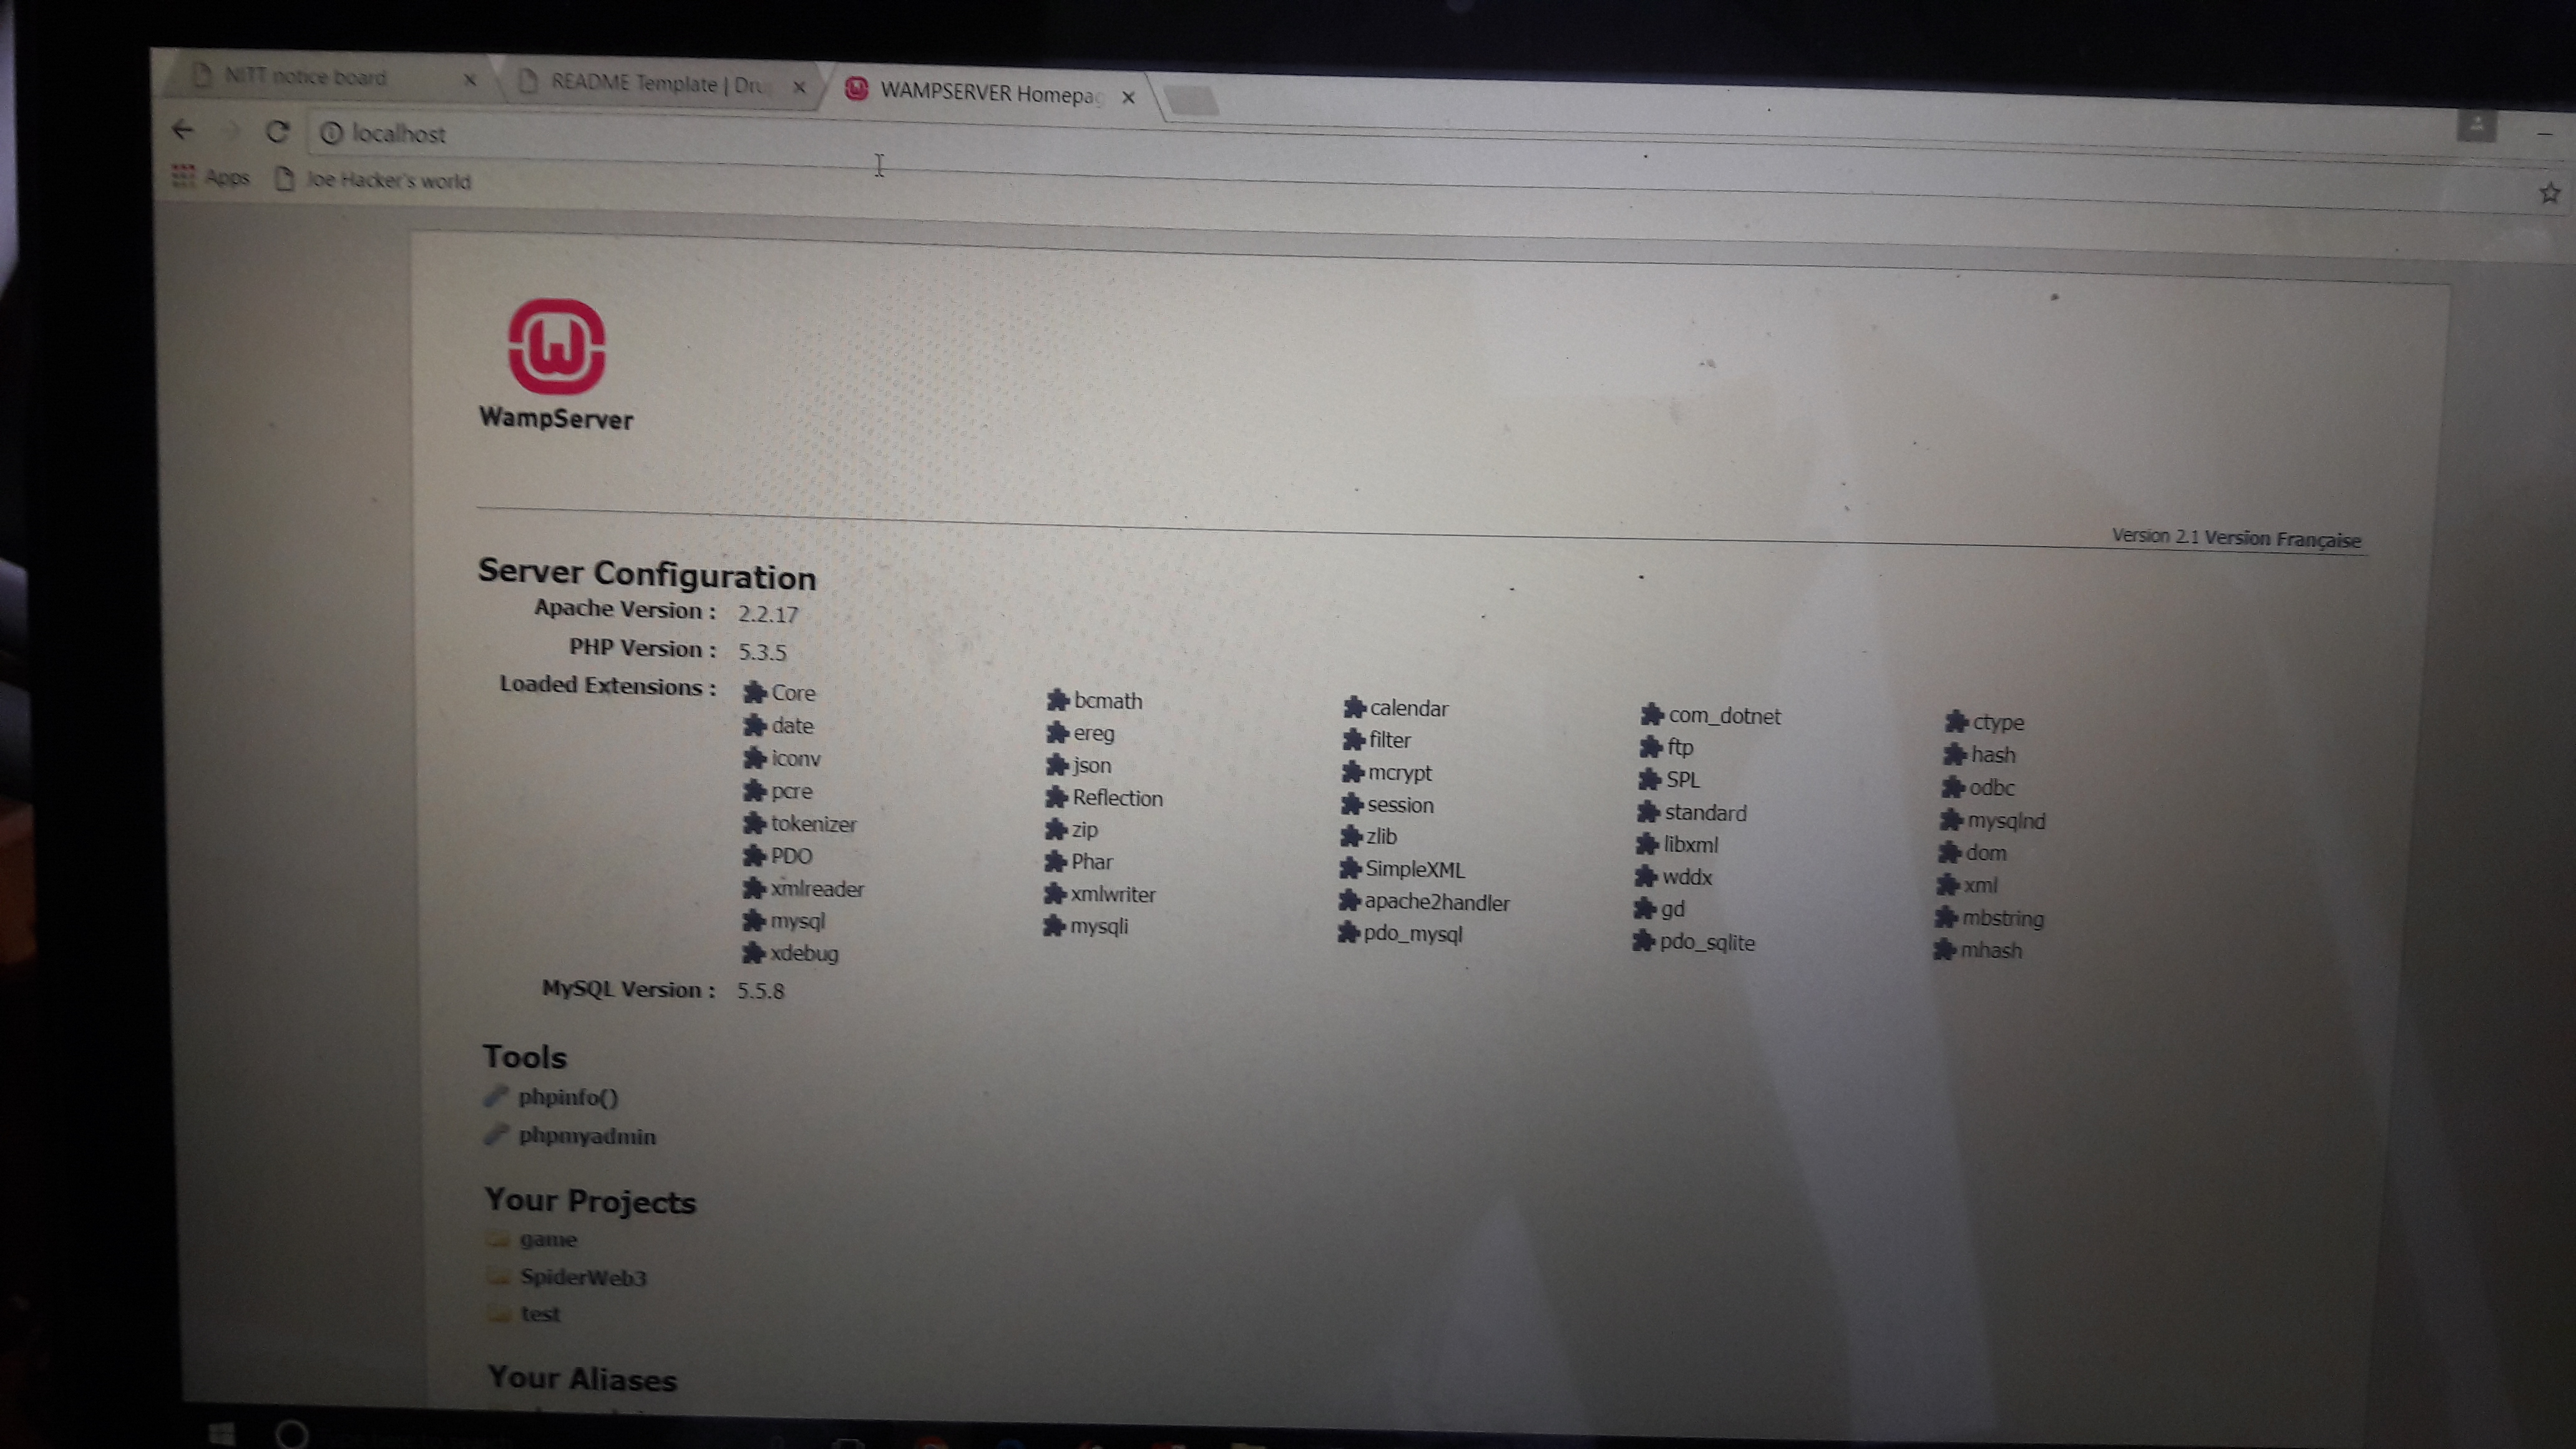 NITT notice board
README Template | Dru
WAMPSERVER Homepag
localhost
Apps Joe Hacker's world
WampServer
Version 2.1 Version Française
Server Configuration
Apache Version : 2.2.17
PHP Version : 5.3.5
Loaded Extensions : Core bcmath calendar com_dotnet ctype
date ereg filter ftp hash
iconv json mcrypt SPL odbc
pcre Reflection session standard mysqlnd
tokenizer zip zlib libxml dom
PDO Phar SimpleXML wddx xml
xmlreader xmlwriter apache2handler gd mbstring
mysql mysqli pdo_mysql pdo_sqlite mhash
xdebug
MySQL Version : 5.5.8
Tools
phpinfo()
phpmyadmin
Your Projects
game
SpiderWeb3
test
Your Aliases